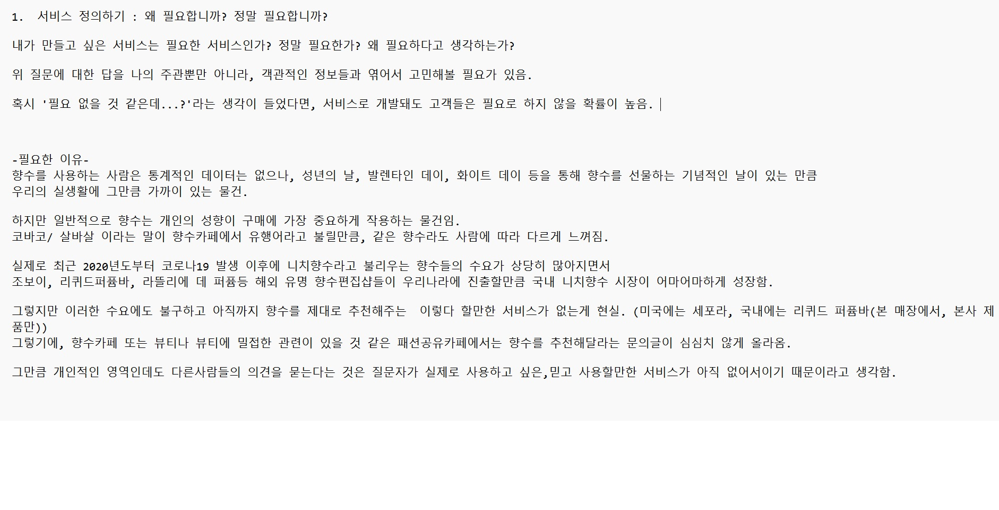 1.  서비스 정의하기 : 왜 필요합니까? 정말 필요합니까?
내가 만들고 싶은 서비스는 필요한 서비스인가? 정말 필요한가? 왜 필요하다고 생각하는가?
위 질문에 대한 답을 나의 주관뿐만 아니라, 객관적인 정보들과 엮어서 고민해볼 필요가 있음.
혹시 '필요 없을 것 같은데...?'라는 생각이 들었다면, 서비스로 개발돼도 고객들은 필요로 하지 않을 확률이 높음.
-필요한 이유-
향수를 사용하는 사람은 통계적인 데이터는 없으나, 성년의 날, 발렌타인 데이, 화이트 데이 등을 통해 향수를 선물하는 기념적인 날이 있는 만큼
우리의 실생활에 그만큼 가까이 있는 물건.
하지만 일반적으로 향수는 개인의 성향이 구매에 가장 중요하게 작용하는 물건임.
코바코/ 살바살 이라는 말이 향수카페에서 유행어라고 불릴만큼, 같은 향수라도 사람에 따라 다르게 느껴짐.
실제로 최근 2020년도부터 코로나19 발생 이후에 니치향수라고 불리우는 향수들의 수요가 상당히 많아지면서
조보이, 리퀴드퍼퓸바, 라뜰리에 데 퍼퓸등 해외 유명 향수편집샵들이 우리나라에 진출할만큼 국내 니치향수 시장이 어마어마하게 성장함.
그렇지만 이러한 수요에도 불구하고 아직까지 향수를 제대로 추천해주는  이렇다 할만한 서비스가 없는게 현실. (미국에는 세포라, 국내에는 리퀴드 퍼퓸바(본 매장에서, 본사 제
품만))
그렇기에, 향수카페 또는 뷰티나 뷰티에 밀접한 관련이 있을 것 같은 패션공유카페에서는 향수를 추천해달라는 문의글이 심심치 않게 올라옴.
그만큼 개인적인 영역인데도 다른사람들의 의견을 묻는다는 것은 질문자가 실제로 사용하고 싶은,믿고 사용할만한 서비스가 아직 없어서이기 때문이라고 생각함.